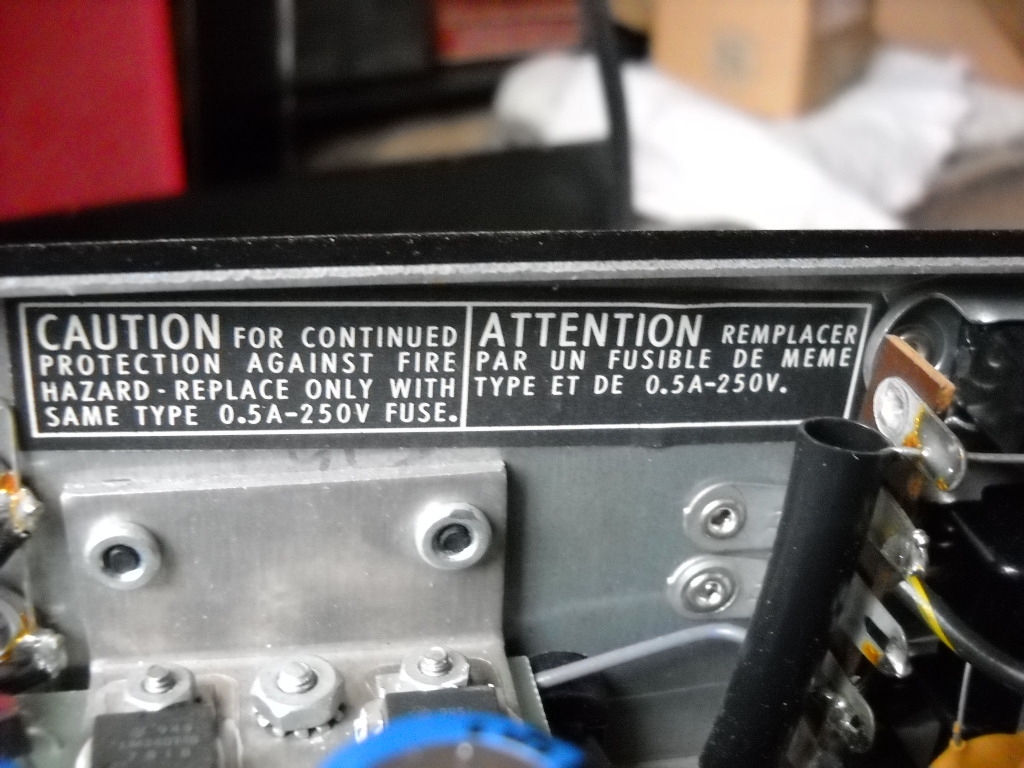 CAUTION FOR CONTINUED
PROTECTION AGAINST FIRE
HAZARD-REPLACE ONLY WITH
SAME TYPE 0.5A-250V FUSE.
ATTENTION REMPLACER
PAR UN FUSIBLE DE MEME
TYPE ET DE 0.5A-250V.